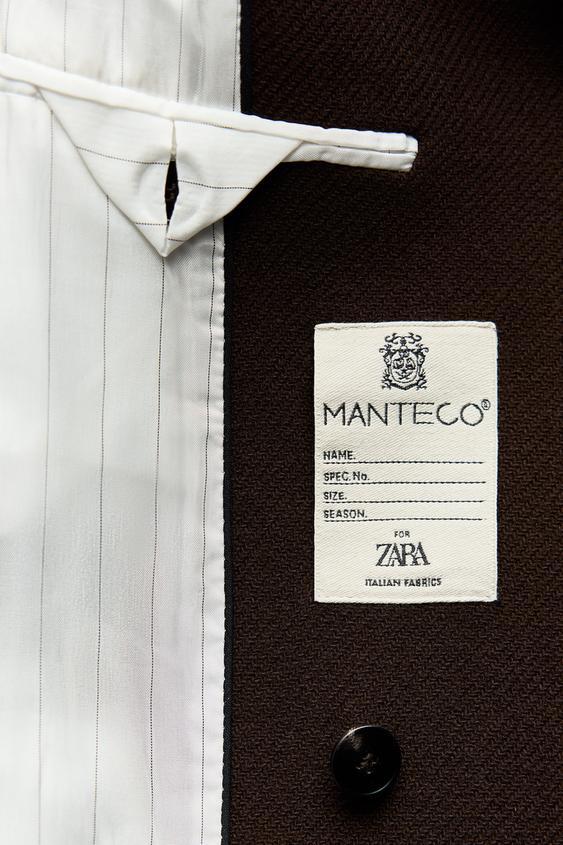 MANTECO®
NAME.
SPEC. No.
SIZE.
SEASON.
FOR
ZARA
ITALIAN FABRICS